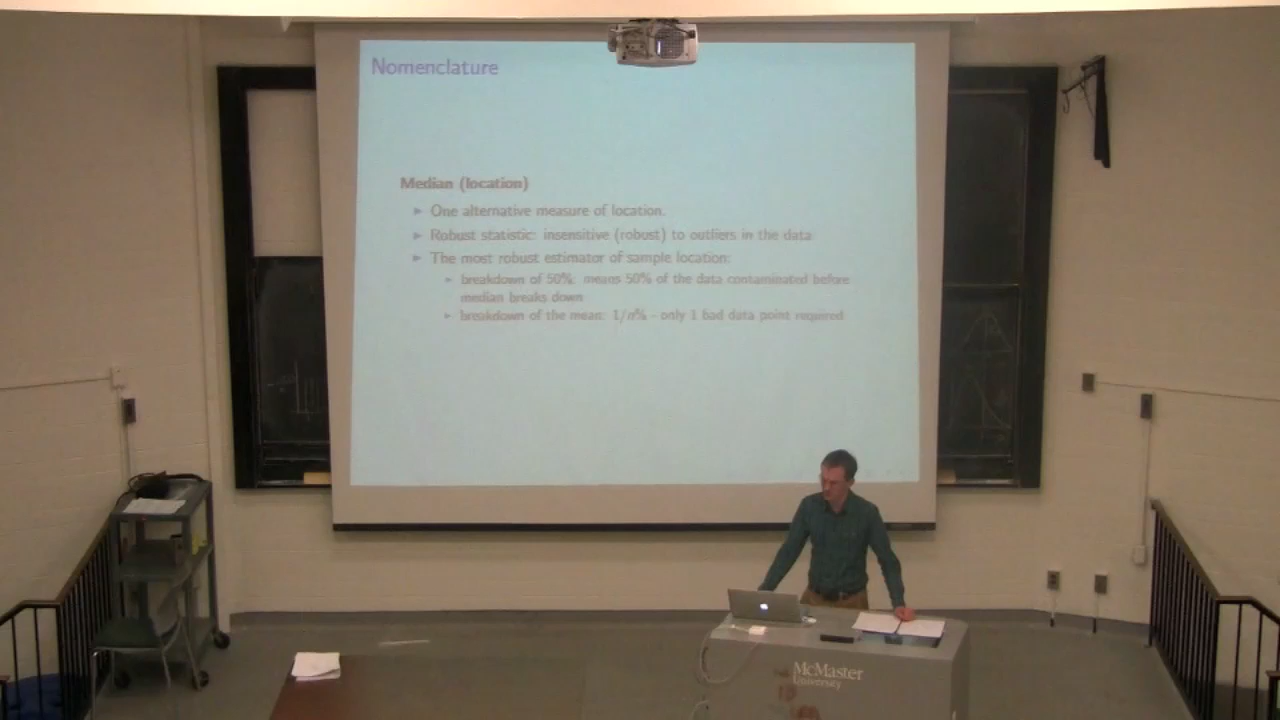 Nomenclature
Median (location)
► One alternative measure of location.
► Robust statistic: insensitive (robust) to outliers in the data
► The most robust estimator of sample location:
► breakdown of 50%: means 50% of the data contaminated before
median breaks down
► breakdown of the mean: 1/n% - only 1 bad data point required
McMaster
University